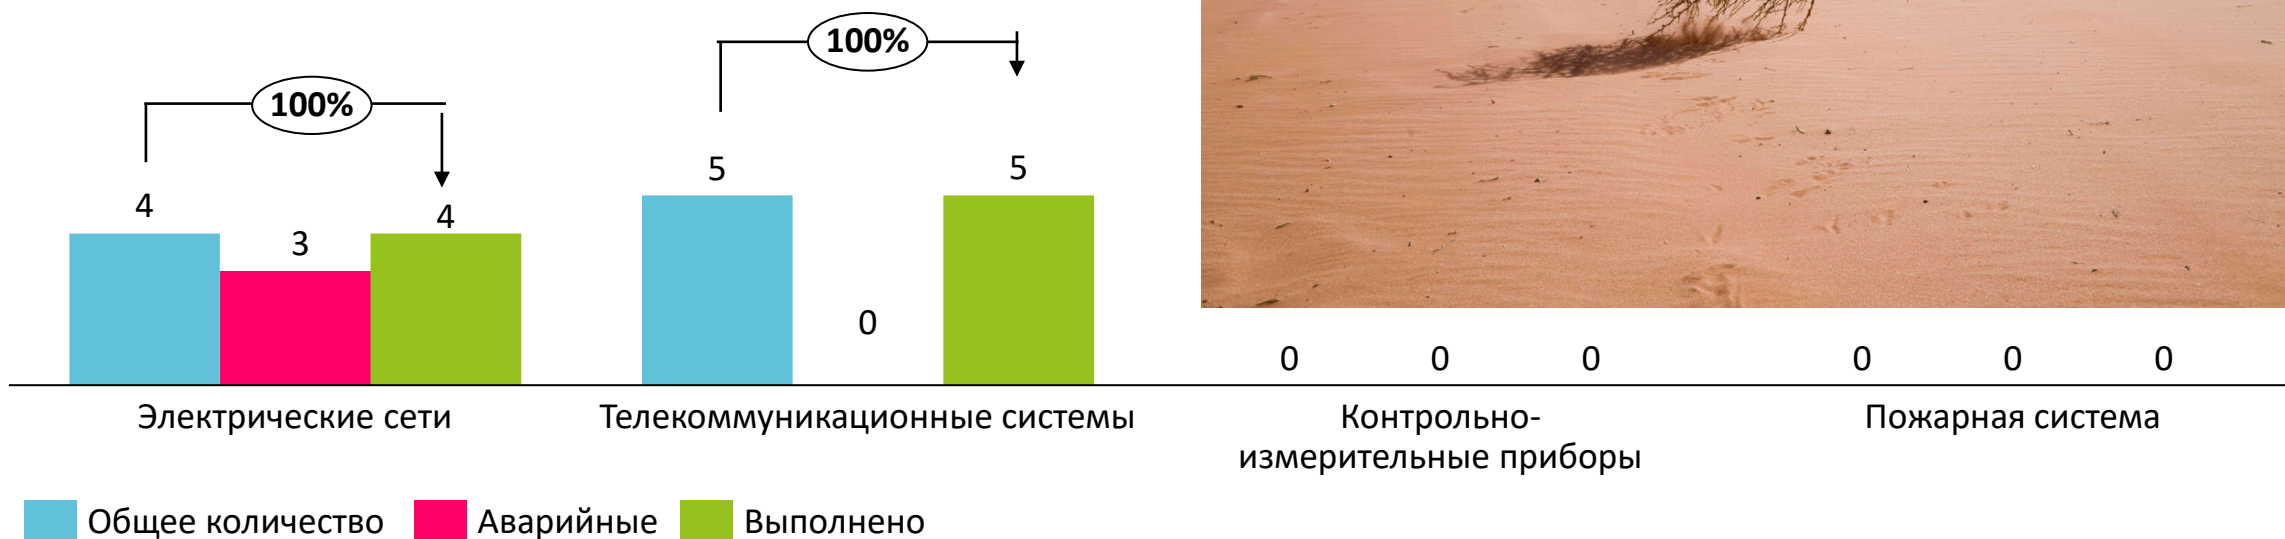 100%
100%
4
3
4
5
0
5
0
0
0
0
0
0
Электрические сети
Телекоммуникационные системы
Контрольно-
измерительные приборы
Пожарная система
Общее количество
Аварийные
Выполнено